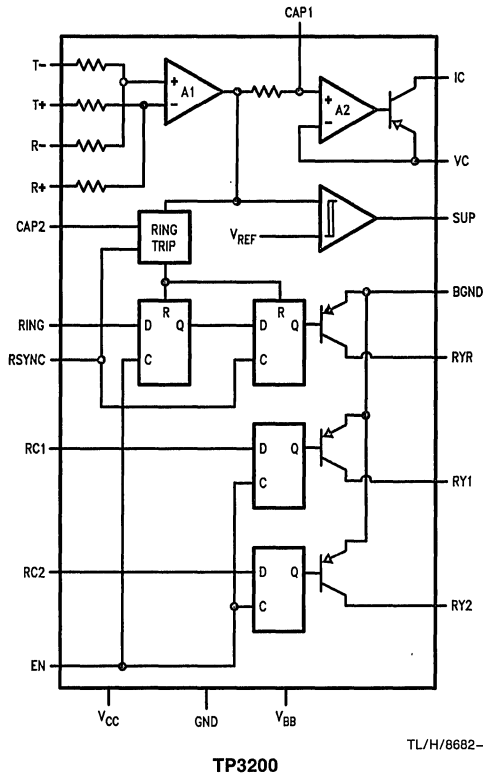 CAP1
T−
T+
R−
R+
+
−
A1
+
−
A2
IC
VC
CAP2
RING
TRIP
VREF
SUP
BGND
RING
RSYNC
R
D Q
C
R
D Q
C
RYR
RC1
D Q
C
RY1
RC2
D Q
C
RY2
EN
VCC
GND
VBB
TL/H/8682–
TP3200